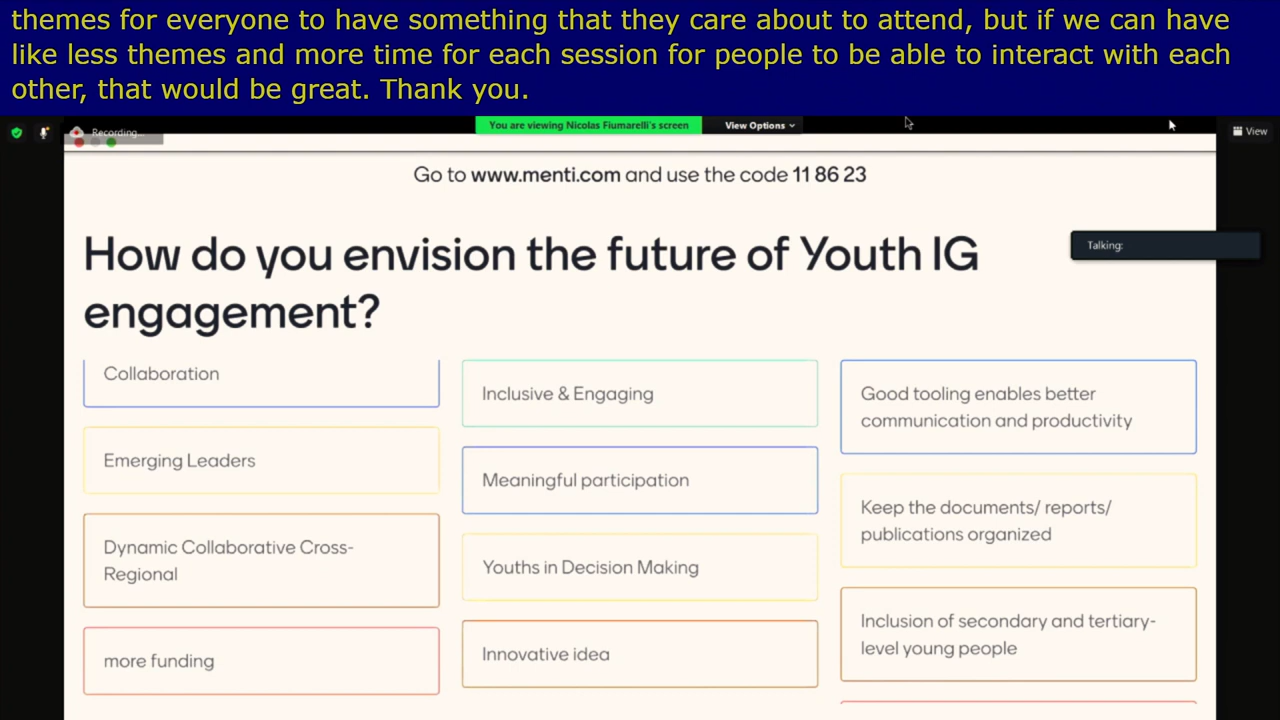 themes for everyone to have something that they care about to attend, but if we can have
like less themes and more time for each session for people to be able to interact with each
other, that would be great. Thank you.
You are viewing Nicolas Fiumarelli's screen
View Options
Recording...
View
Go to www.menti.com and use the code 11 86 23
Talking:
How do you envision the future of Youth IG
engagement?
Collaboration
Emerging Leaders
Dynamic Collaborative Cross-
Regional
more funding
Inclusive & Engaging
Meaningful participation
Youths in Decision Making
Innovative idea
Good tooling enables better
communication and productivity
Keep the documents/ reports/
publications organized
Inclusion of secondary and tertiary-
level young people